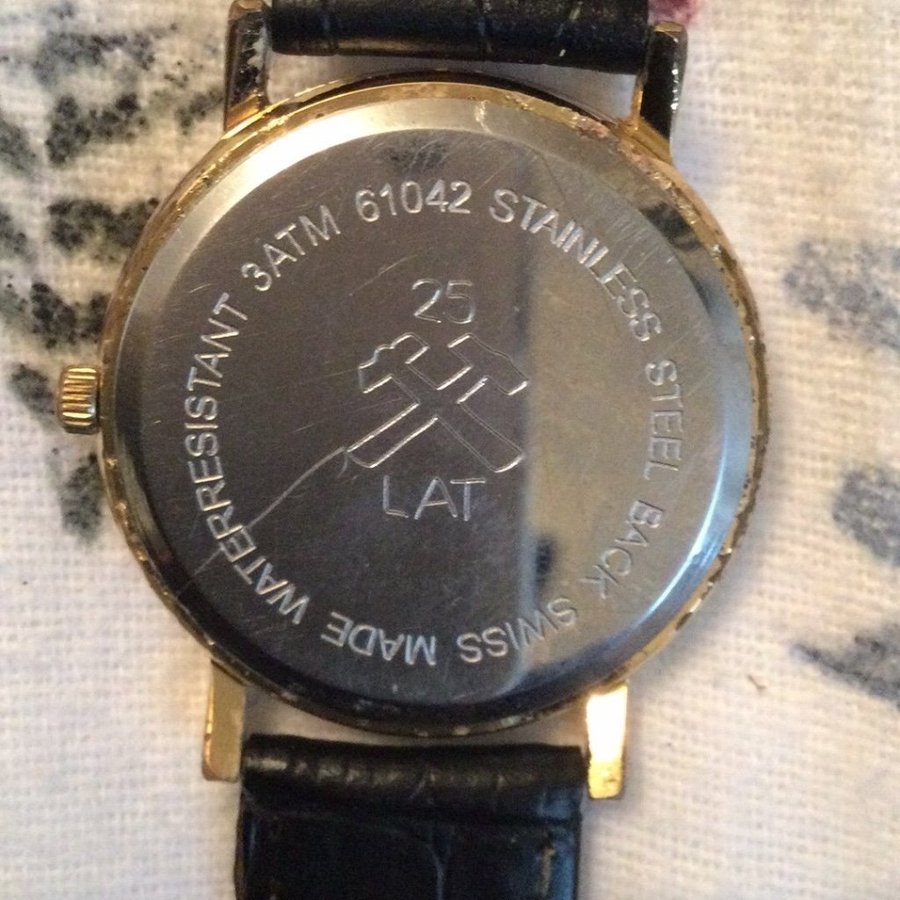 WATERRESISTANT 3ATM 61042 STAINLESS STEEL BACK SWISS MADE
25
LAT